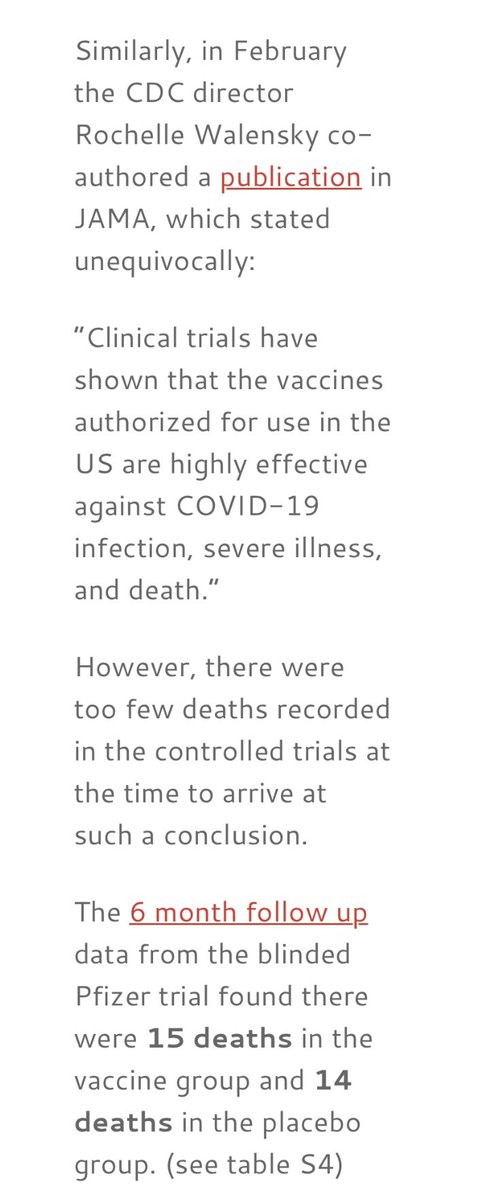 Similarly, in February
the CDC director
Rochelle Walensky co-
authored a publication in
JAMA, which stated
unequivocally:
"Clinical trials have
shown that the vaccines
authorized for use in the
US are highly effective
against COVID-19
infection, severe illness,
and death."
However, there were
too few deaths recorded
in the controlled trials at
the time to arrive at
such a conclusion.
The 6 month follow up
data from the blinded
Pfizer trial found there
were 15 deaths in the
vaccine group and 14
deaths in the placebo
group. (see table S4)